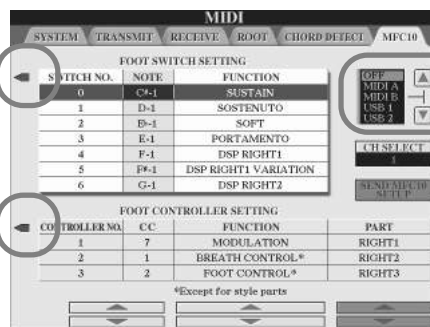 MIDI
SYSTEM TRANSMIT RECEIVE ROOT CHORD DETECT MFC10
FOOT SWITCH SETTING
SWITCH NO. NOTE FUNCTION
0 C#-1 SUSTAIN
1 D-1 SOSTENUTO
2 E♭-1 SOFT
3 E-1 PORTAMENTO
4 F-1 DSP RIGHT1
5 F#-1 DSP RIGHT1 VARIATION
6 G-1 DSP RIGHT2
OFF
MIDI A
MIDI B
USB 1
USB 2
CH SELECT
1
SEND MFC10
SETUP
FOOT CONTROLLER SETTING
CONTROLLER NO. CC FUNCTION PART
1 7 MODULATION RIGHT1
2 1 BREATH CONTROL* RIGHT2
3 2 FOOT CONTROL* RIGHT3
*Except for style parts